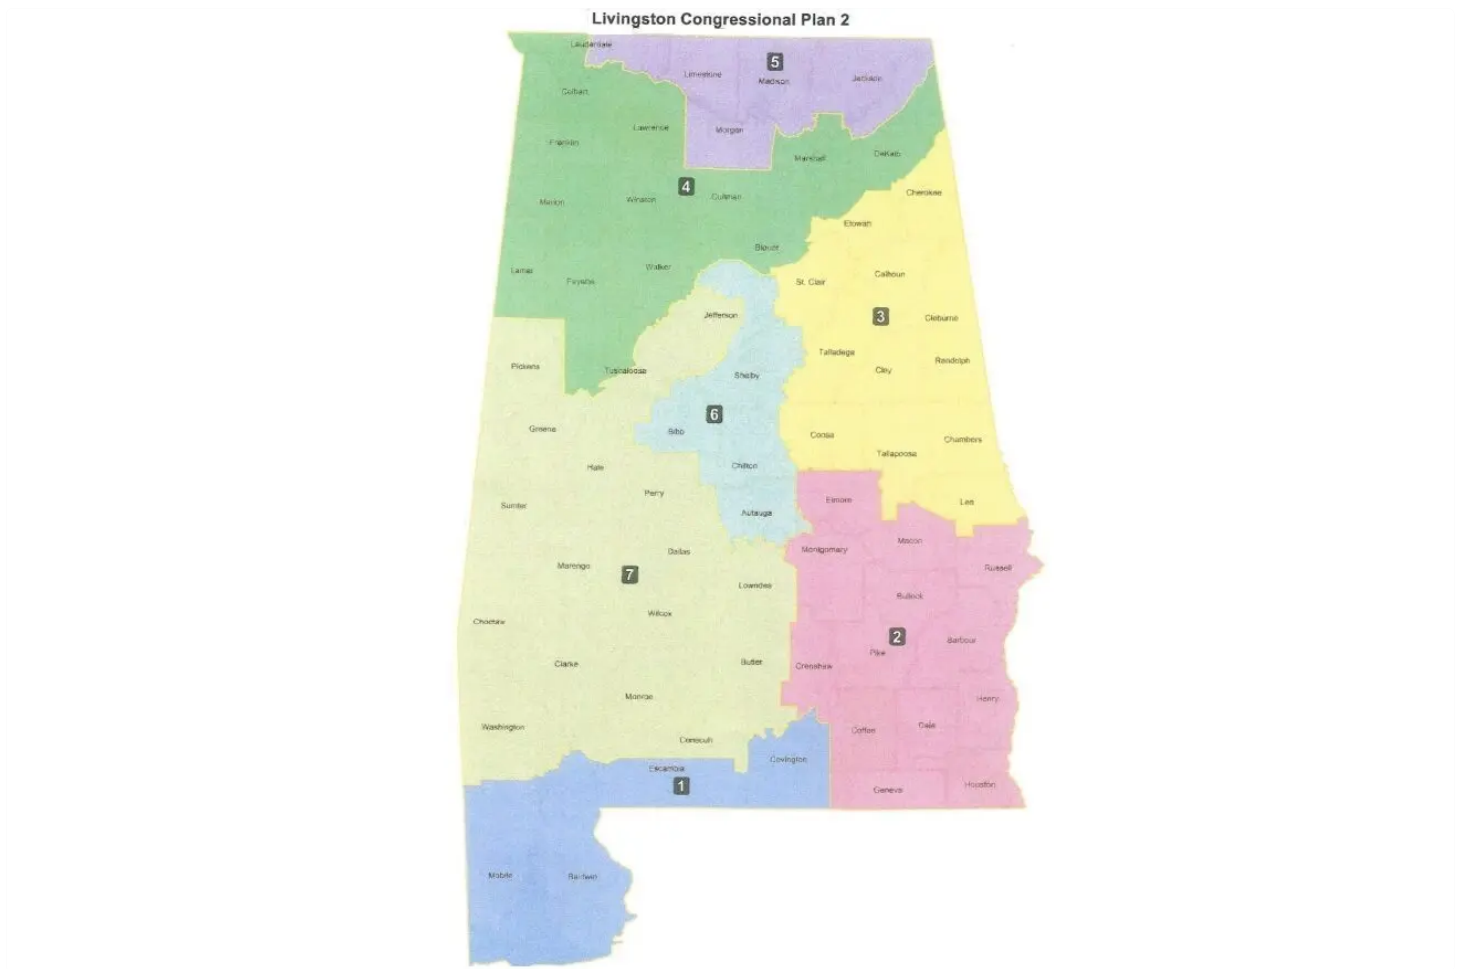 Livingston Congressional Plan 2
Lauderdale
5
Limestone
Madison
Jackson
Colbert
Lawrence
Morgan
Franklin
Marshall
DeKalb
4
Cherokee
Marion
Winston
Cullman
Etowah
Blount
Lamar
Fayette
Walker
St. Clair
Calhoun
Jefferson
3
Cleburne
Pickens
Tuscaloosa
Shelby
Talladega
Clay
Randolph
6
Greene
Bibb
Coosa
Chambers
Hale
Chilton
Tallapoosa
Perry
Sumter
Autauga
Elmore
Lee
Dallas
Montgomery
Macon
Marengo
7
Lowndes
Russell
Bullock
Choctaw
Wilcox
2
Barbour
Clarke
Butler
Crenshaw
Pike
Monroe
Henry
Washington
Conecuh
Coffee
Dale
Escambia
Covington
1
Geneva
Houston
Mobile
Baldwin